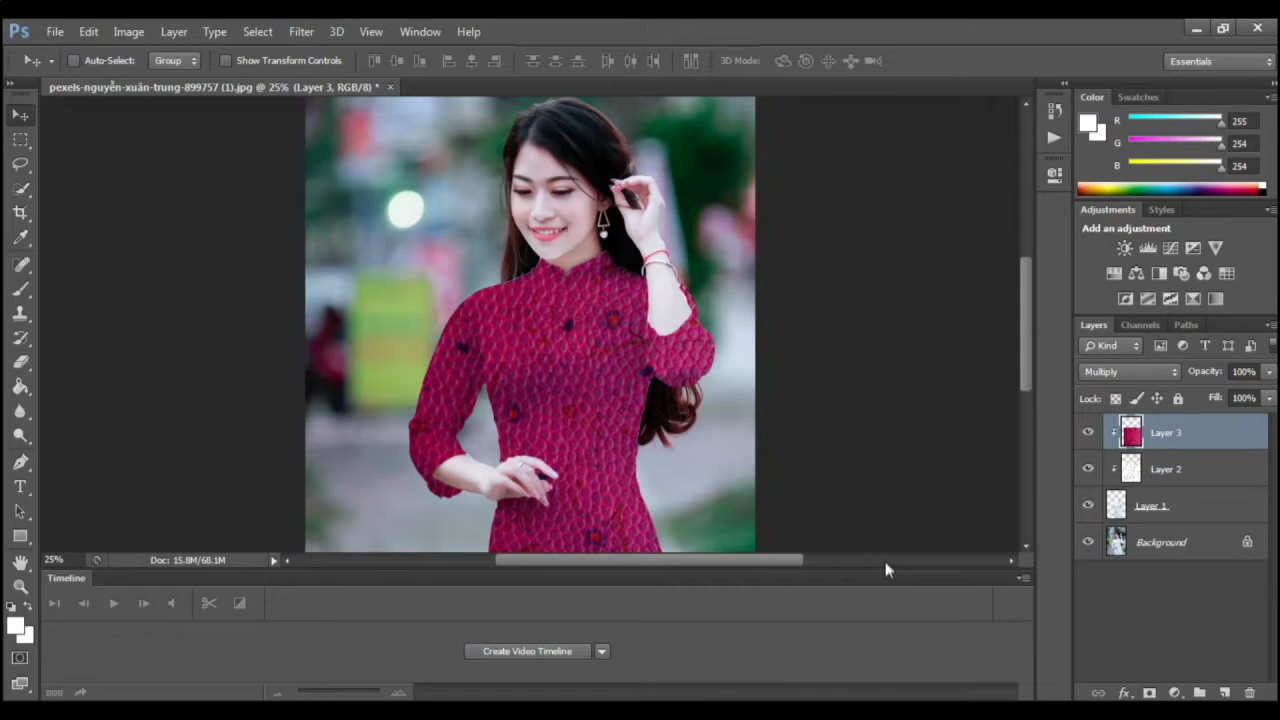 Ps File Edit Image Layer Type Select Filter 3D View Window Help
Auto-Select: Group Show Transform Controls 3D Mode: Essentials
pexels-nguyễn-xuân-trung-899757 (1).jpg @ 25% (Layer 3, RGB/8) *
Color Swatches
R 255
G 254
B 254
Adjustments Styles
Add an adjustment
Layers Channels Paths
Kind
Multiply Opacity: 100%
Lock: Fill: 100%
Layer 3
Layer 2
Layer 1
Background
25% Doc: 15.8M/68.1M
Timeline
Create Video Timeline
fx